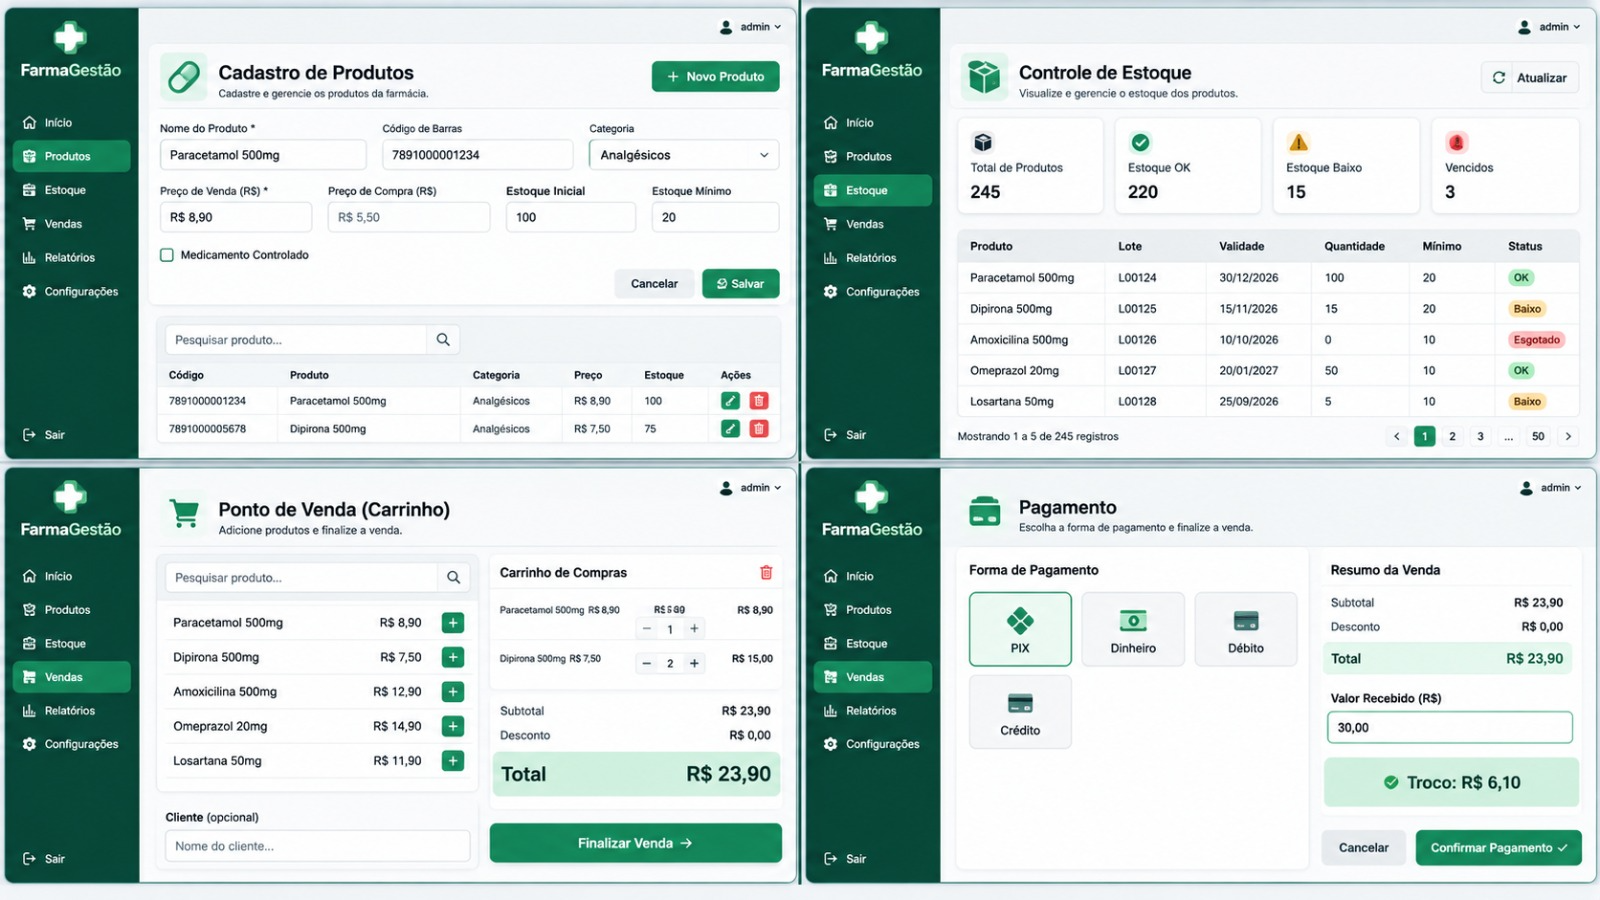 FarmaGestão
Início
Produtos
Estoque
Vendas
Relatórios
Configurações
Sair
admin
Cadastro de Produtos
Cadastre e gerencie os produtos da farmácia.
+ Novo Produto
Nome do Produto * Código de Barras Categoria
Paracetamol 500mg 7891000001234 Analgésicos
Preço de Venda (R$) * Preço de Compra (R$) Estoque Inicial Estoque Mínimo
R$ 8,90 R$ 5,50 100 20
Medicamento Controlado
Cancelar Salvar
Pesquisar produto...
Código Produto Categoria Preço Estoque Ações
7891000001234 Paracetamol 500mg Analgésicos R$ 8,90 100
7891000005678 Dipirona 500mg Analgésicos R$ 7,50 75
FarmaGestão
Início
Produtos
Estoque
Vendas
Relatórios
Configurações
Sair
admin
Controle de Estoque
Visualize e gerencie o estoque dos produtos.
Atualizar
Total de Produtos Estoque OK Estoque Baixo Vencidos
245 220 15 3
Produto Lote Validade Quantidade Mínimo Status
Paracetamol 500mg L00124 30/12/2026 100 20 OK
Dipirona 500mg L00125 15/11/2026 15 20 Baixo
Amoxicilina 500mg L00126 10/10/2026 0 10 Esgotado
Omeprazol 20mg L00127 20/01/2027 50 10 OK
Losartana 50mg L00128 25/09/2026 5 10 Baixo
Mostrando 1 a 5 de 245 registros < 1 2 3 ... 50 >
FarmaGestão
Início
Produtos
Estoque
Vendas
Relatórios
Configurações
Sair
admin
Ponto de Venda (Carrinho)
Adicione produtos e finalize a venda.
Pesquisar produto...
Paracetamol 500mg R$ 8,90 +
Dipirona 500mg R$ 7,50 +
Amoxicilina 500mg R$ 12,90 +
Omeprazol 20mg R$ 14,90 +
Losartana 50mg R$ 11,90 +
Cliente (opcional)
Nome do cliente...
Carrinho de Compras
Paracetamol 500mg R$ 8,90 R$ 8,90
− 1 +
Dipirona 500mg R$ 7,50 − 2 + R$ 15,00
Subtotal R$ 23,90
Desconto R$ 0,00
Total R$ 23,90
Finalizar Venda →
FarmaGestão
Início
Produtos
Estoque
Vendas
Relatórios
Configurações
Sair
admin
Pagamento
Escolha a forma de pagamento e finalize a venda.
Forma de Pagamento
PIX Dinheiro Débito
Crédito
Resumo da Venda
Subtotal R$ 23,90
Desconto R$ 0,00
Total R$ 23,90
Valor Recebido (R$)
30,00
Troco: R$ 6,10
Cancelar Confirmar Pagamento ✓